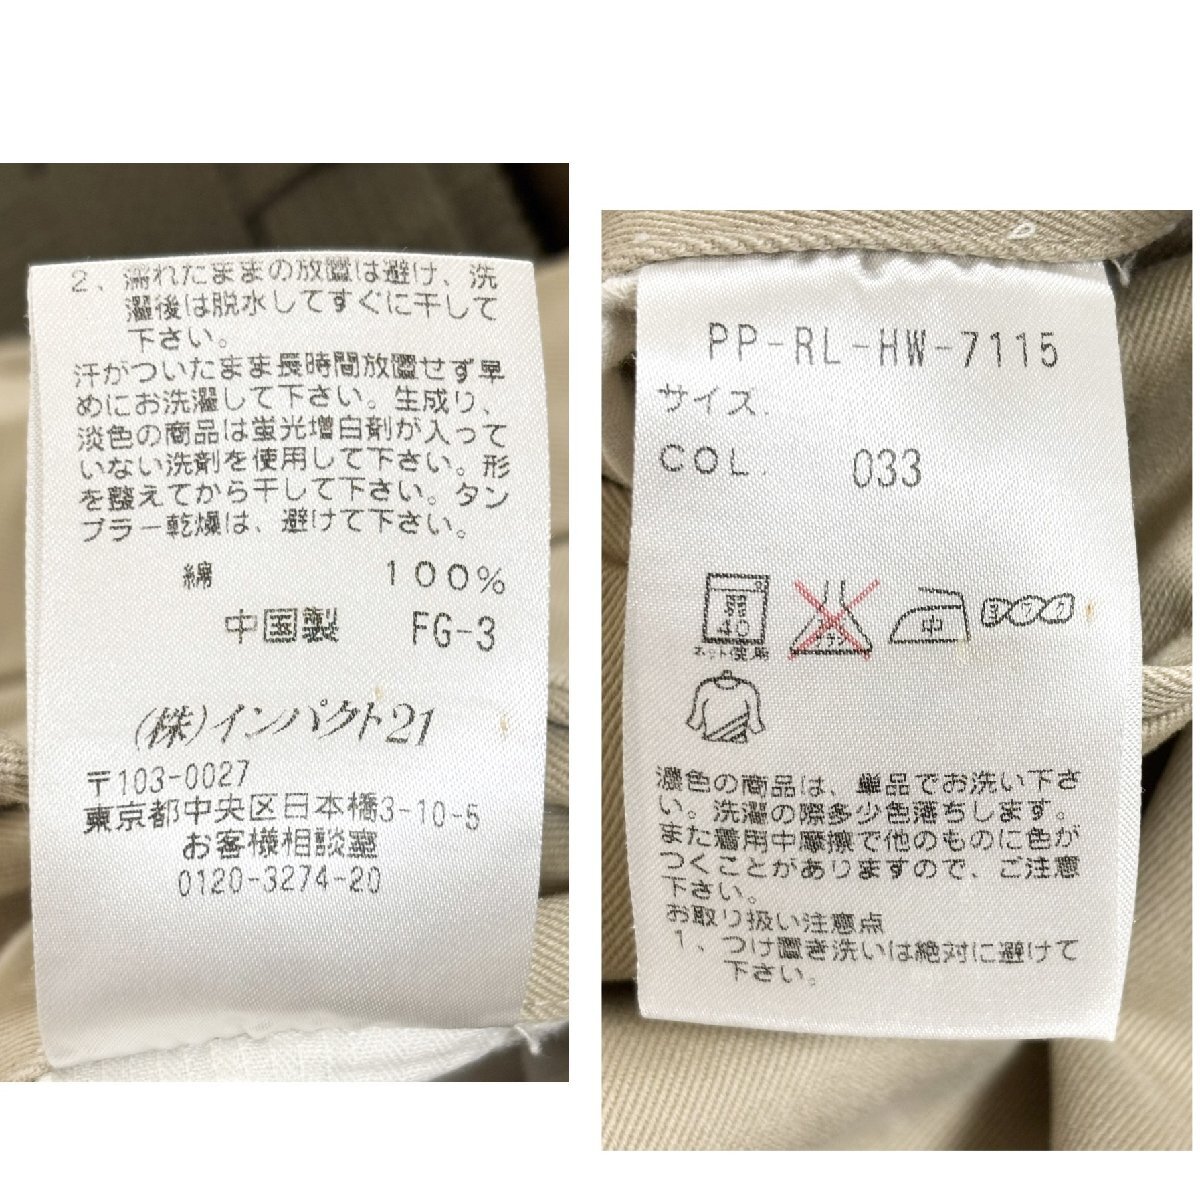 2、濡れたままの放置は避け、洗
濯後は脱水してすぐに干して
下さい。
汗がついたまま長時間放置せず早
めにお洗濯して下さい。生成り、
淡色の商品は蛍光増白剤が入って
いない洗剤を使用して下さい。形
を整えてから干して下さい。タン
ブラー乾燥は、避けて下さい。
綿 100%
中国製 FG-3
(株)インパクト21
〒103-0027
東京都中央区日本橋3-10-5
お客様相談室
0120-3274-20
PP-RL-HW-7115
サイズ.
COL. 033
弱
40
ネット使用
ドライ
中
ヨワク
濃色の商品は、単品でお洗い下さ
い。洗濯の際多少色落ちします。
また着用中摩擦で他のものに色が
つくことがありますので、ご注意
下さい。
お取り扱い注意点
1、つけ置き洗いは絶対に避けて
下さい。